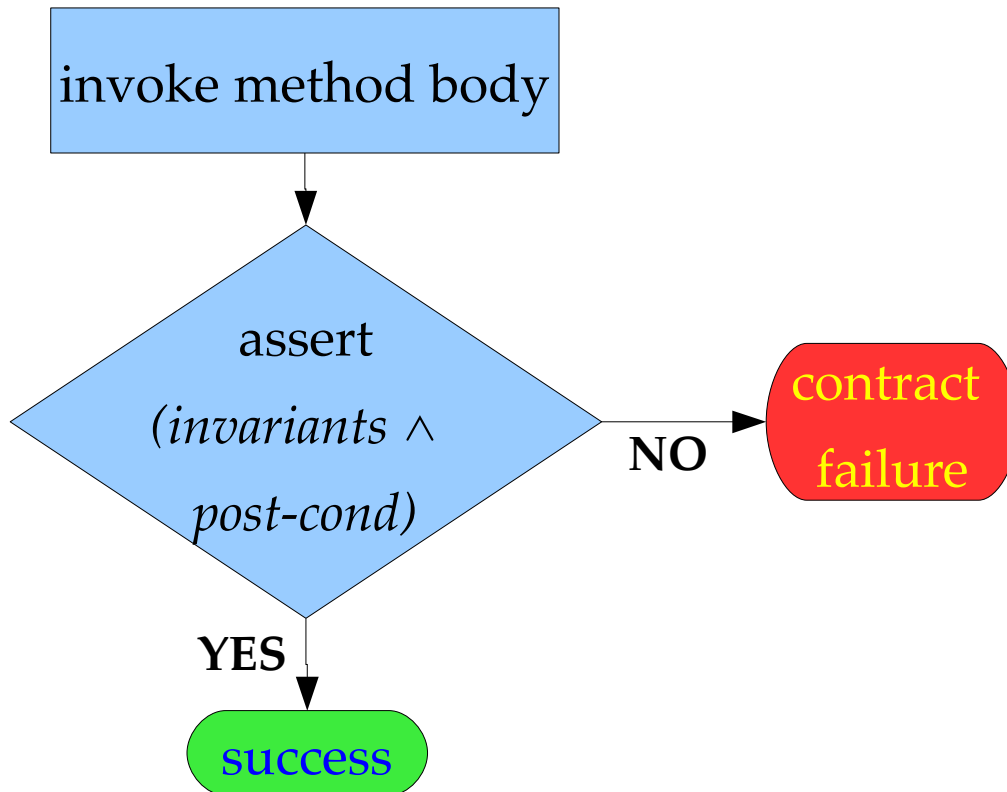 invoke method body
assert
(invariants ∧
post-cond)
NO
contract
failure
YES
success